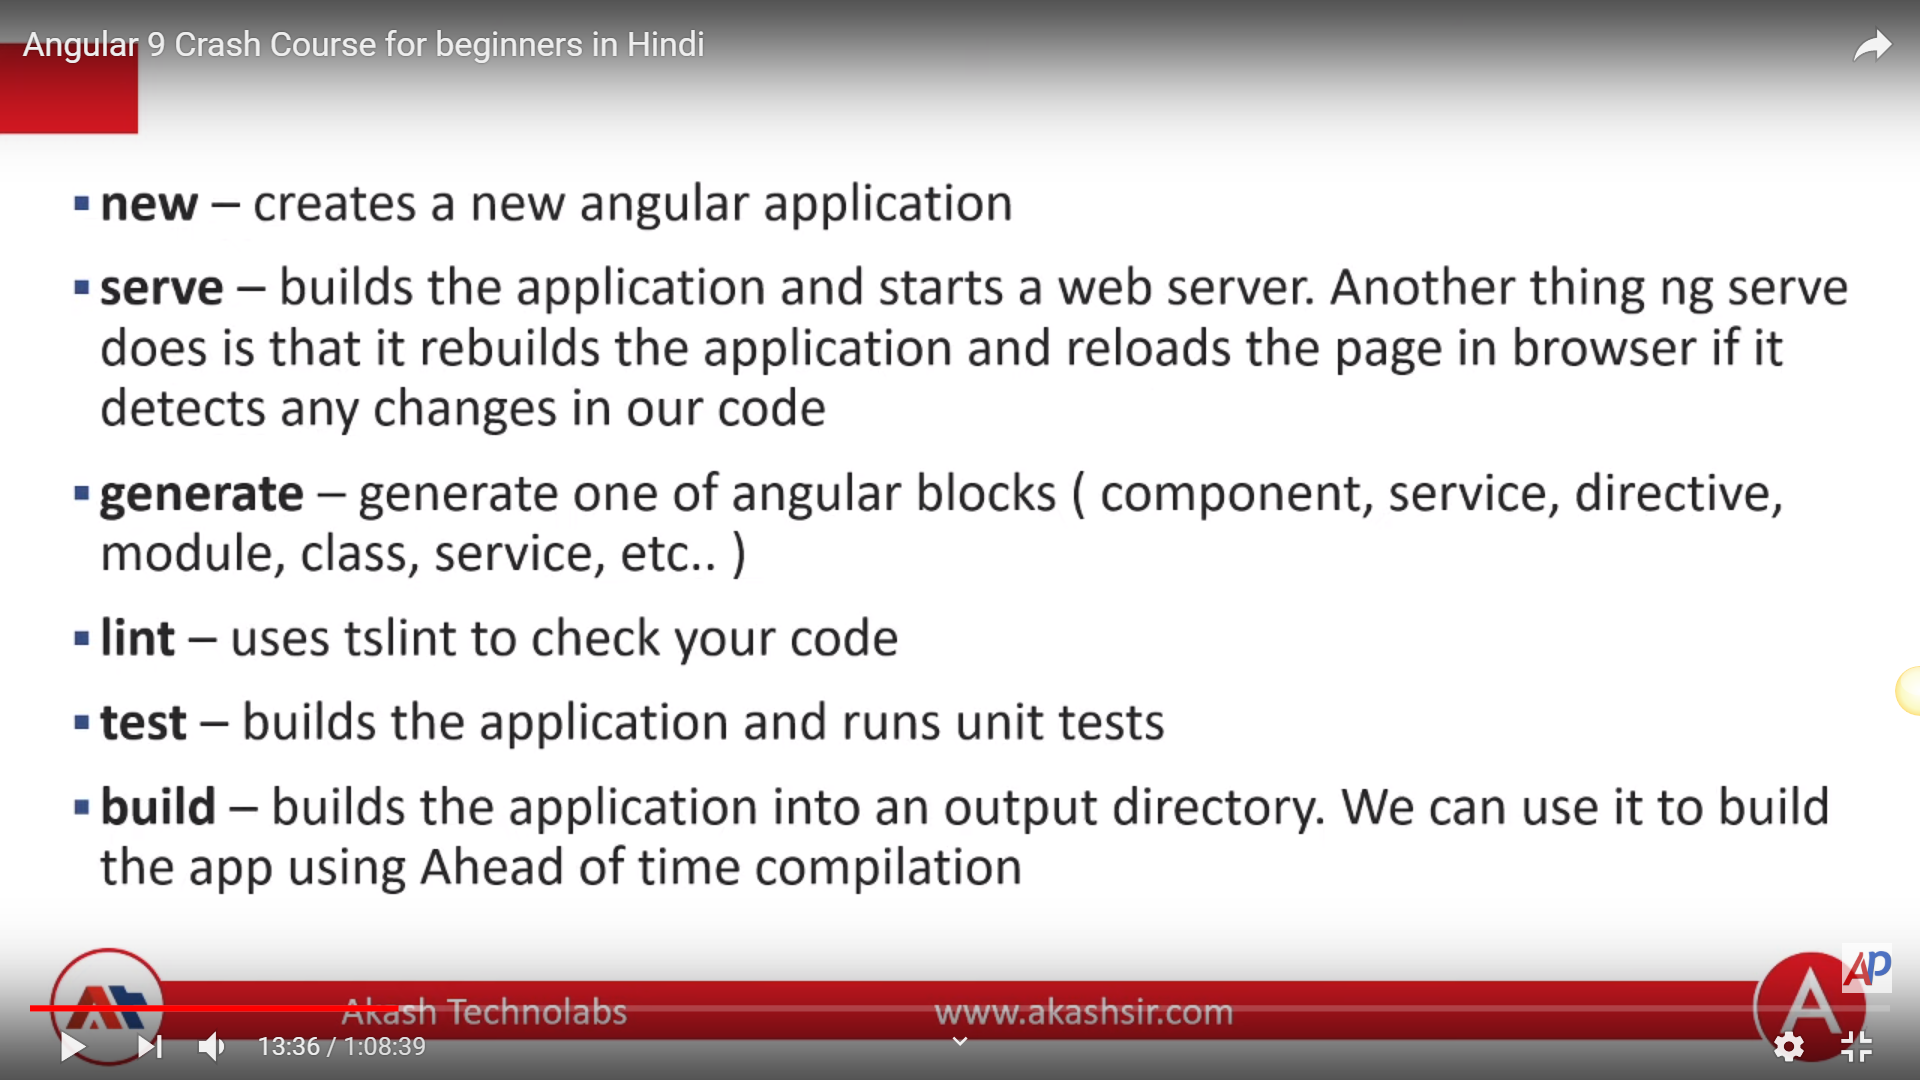 Angular 9 Crash Course for beginners in Hindi
▪ new – creates a new angular application
▪ serve – builds the application and starts a web server. Another thing ng serve
does is that it rebuilds the application and reloads the page in browser if it
detects any changes in our code
▪ generate – generate one of angular blocks ( component, service, directive,
module, class, service, etc.. )
▪ lint – uses tslint to check your code
▪ test – builds the application and runs unit tests
▪ build – builds the application into an output directory. We can use it to build
the app using Ahead of time compilation
AP
Akash Technolabs www.akashsir.com A
13:36 / 1:08:39